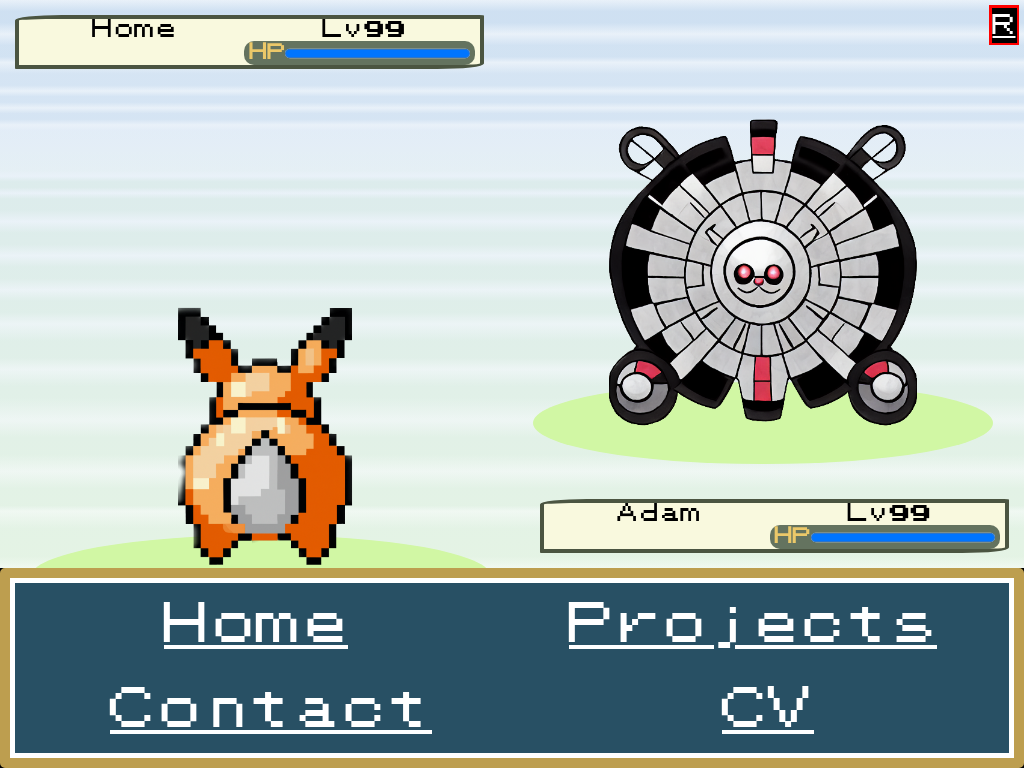 Home Lv99
HP
R
Adam Lv99
HP
Home Projects
Contact CV